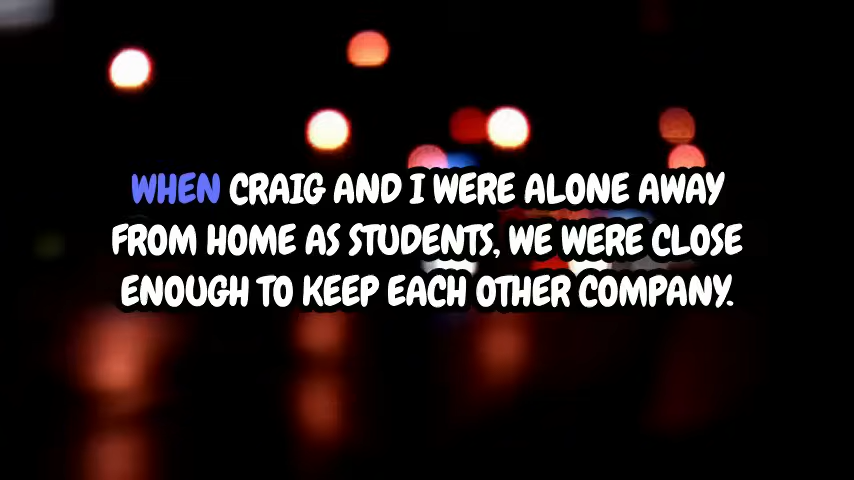 WHEN CRAIG AND I WERE ALONE AWAY
FROM HOME AS STUDENTS, WE WERE CLOSE
ENOUGH TO KEEP EACH OTHER COMPANY.